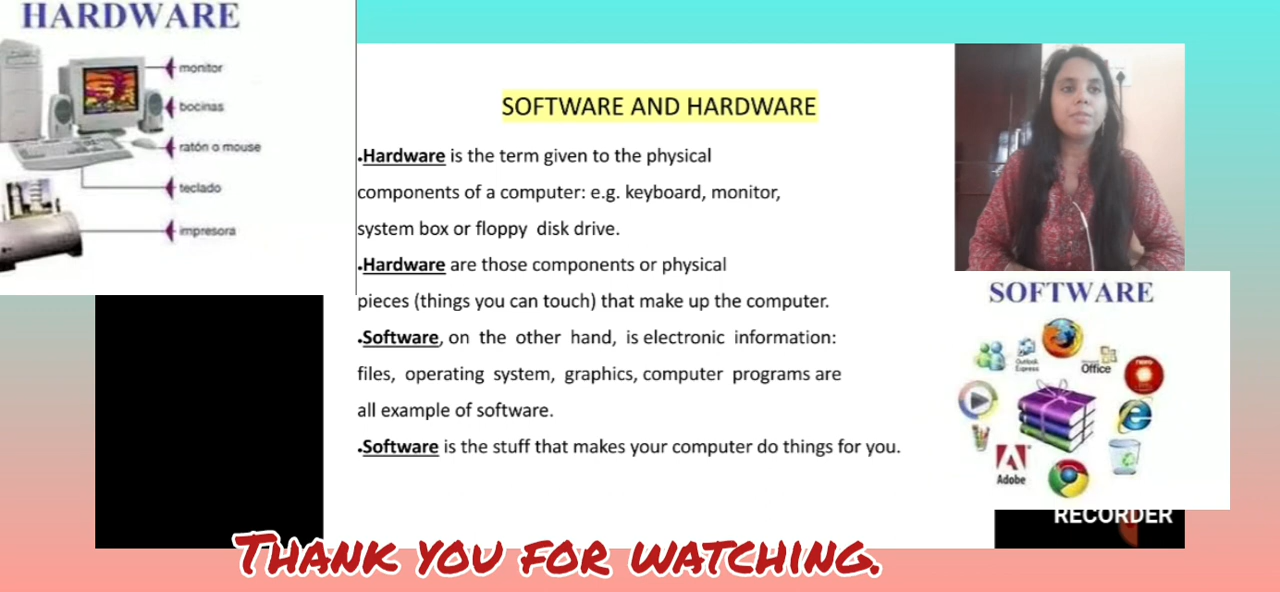 HARDWARE
monitor
bocinas
ratón o mouse
teclado
impresora
SOFTWARE AND HARDWARE
•Hardware is the term given to the physical
components of a computer: e.g. keyboard, monitor,
system box or floppy disk drive.
•Hardware are those components or physical
pieces (things you can touch) that make up the computer.
•Software, on the other hand, is electronic information:
files, operating system, graphics, computer programs are
all example of software.
•Software is the stuff that makes your computer do things for you.
SOFTWARE
Outlook
Express
Office
nero
Adobe
RECORDER
THANK YOU FOR WATCHING.